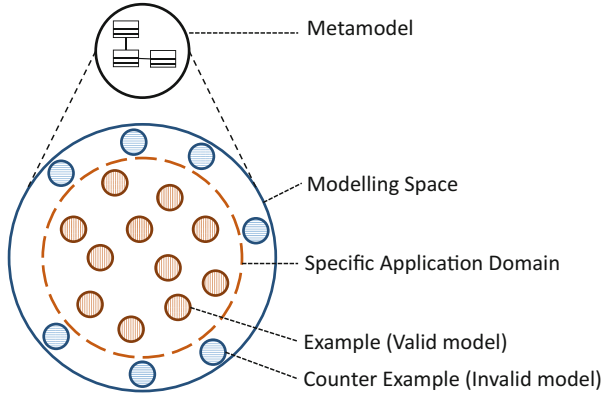 Metamodel
Modelling Space
Specific Application Domain
Example (Valid model)
Counter Example (Invalid model)